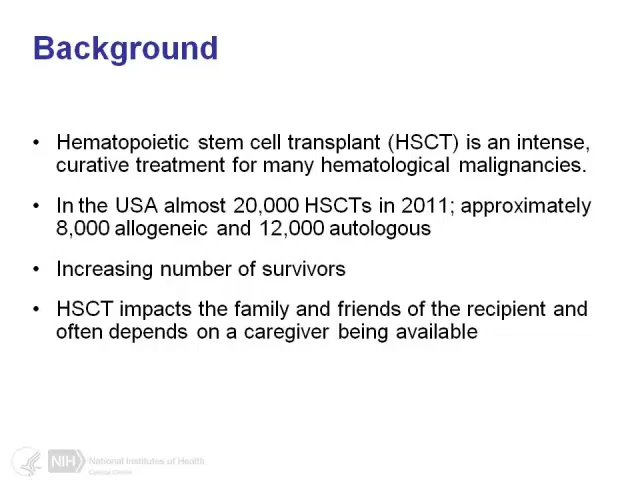 Background
• Hematopoietic stem cell transplant (HSCT) is an intense,
curative treatment for many hematological malignancies.
• In the USA almost 20,000 HSCTs in 2011; approximately
8,000 allogeneic and 12,000 autologous
• Increasing number of survivors
• HSCT impacts the family and friends of the recipient and
often depends on a caregiver being available
NIH National Institutes of Health
Clinical Center